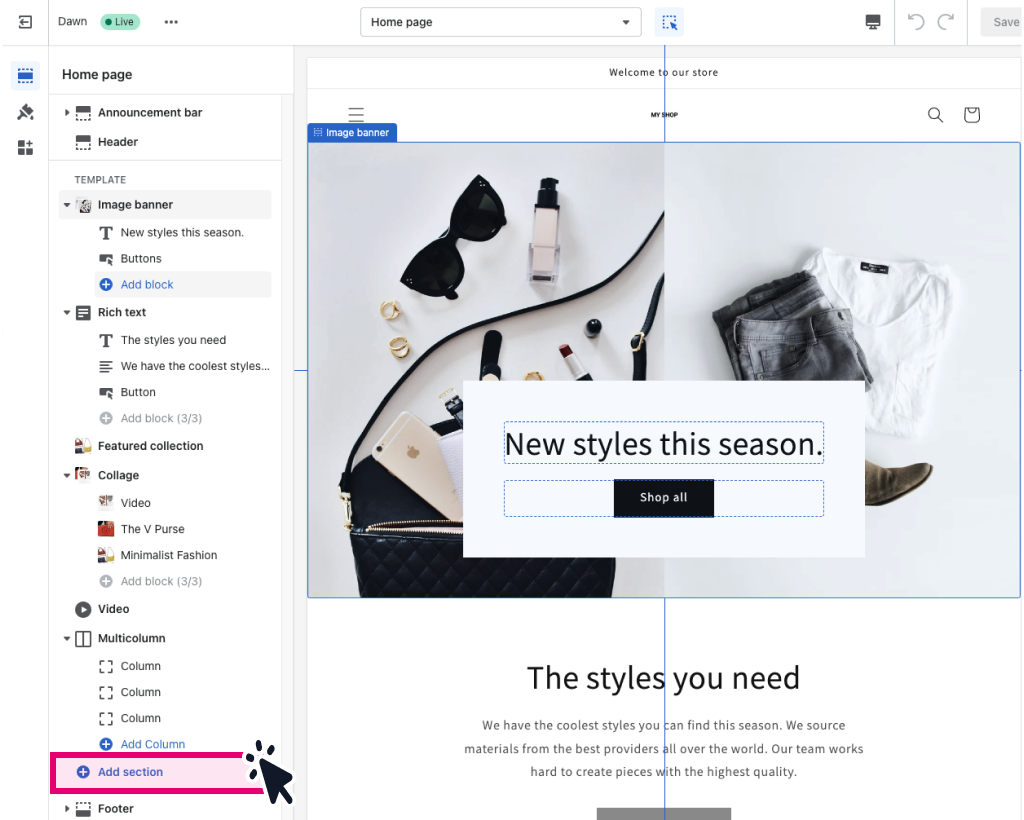 Dawn
Live
Home page
Save
Home page
Announcement bar
Header
TEMPLATE
Image banner
New styles this season.
Buttons
Add block
Rich text
The styles you need
We have the coolest styles...
Button
Add block (3/3)
Featured collection
Collage
Video
The V Purse
Minimalist Fashion
Add block (3/3)
Video
Multicolumn
Column
Column
Column
Add Column
Add section
Footer
Welcome to our store
MY SHOP
Image banner
New styles this season.
Shop all
The styles you need
We have the coolest styles you can find this season. We source
materials from the best providers all over the world. Our team works
hard to create pieces with the highest quality.